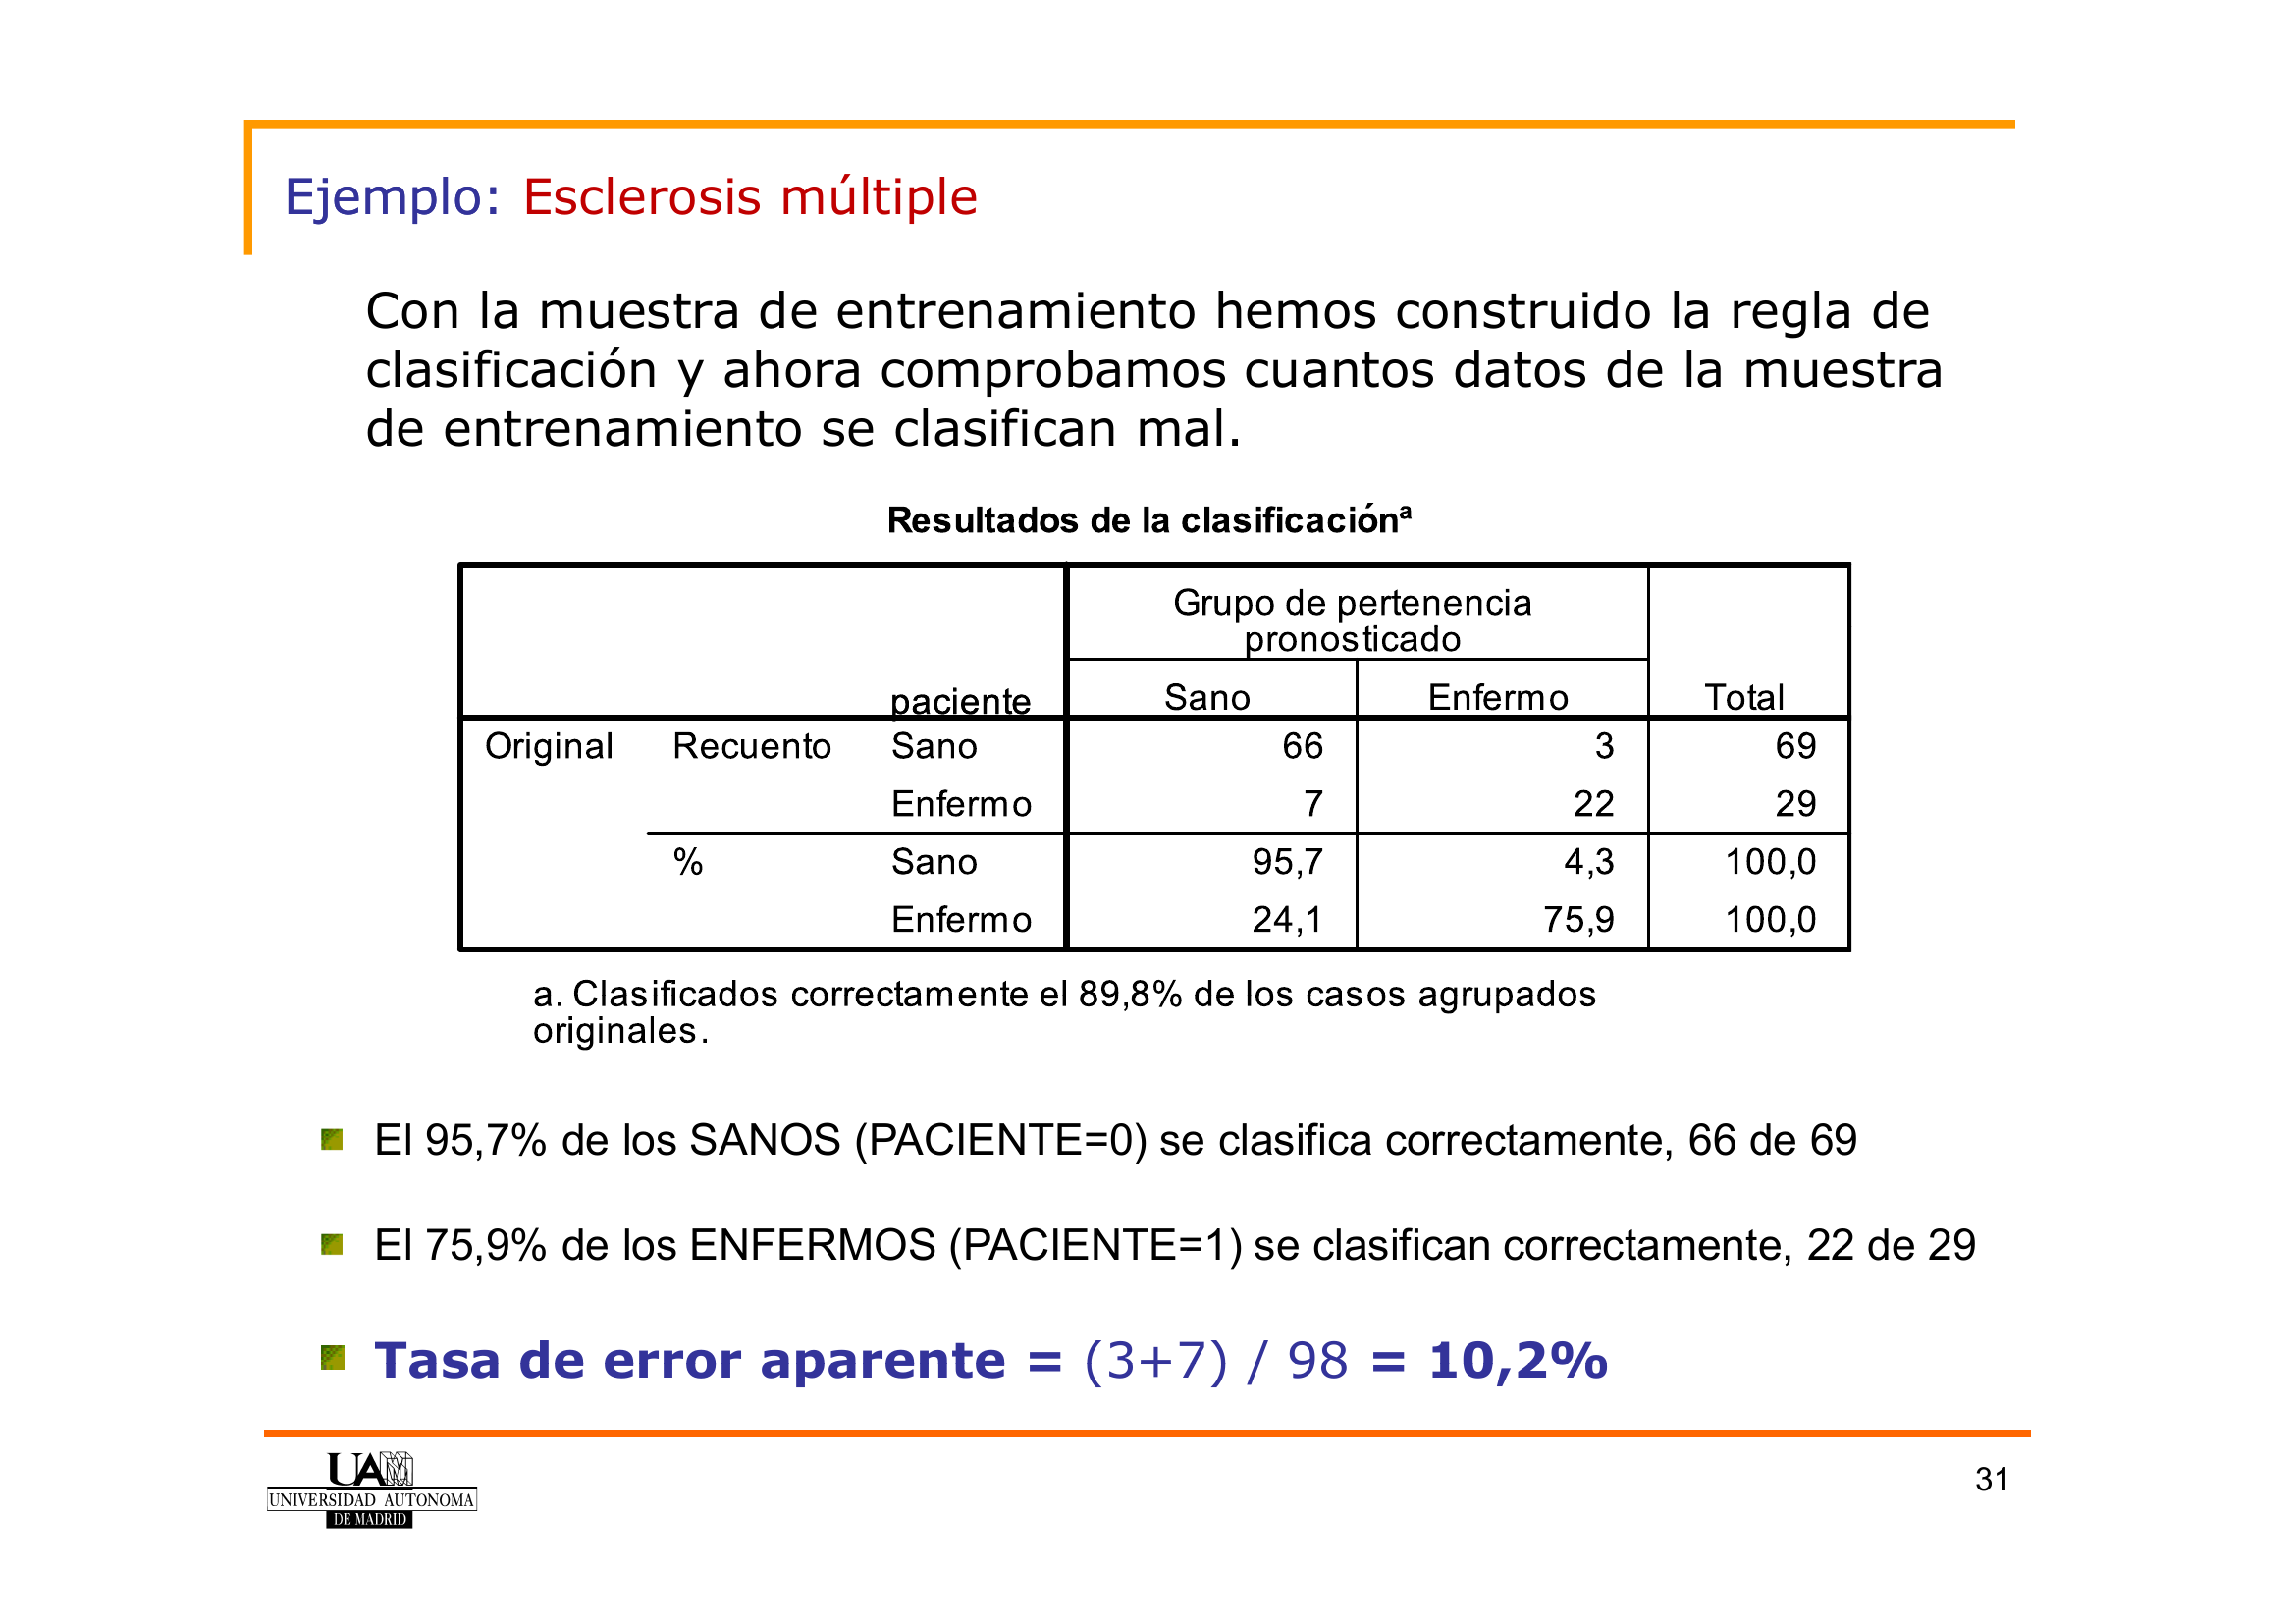 Ejemplo: Esclerosis múltiple
Con la muestra de entrenamiento hemos construido la regla de
clasificación y ahora comprobamos cuantos datos de la muestra
de entrenamiento se clasifican mal.
Resultados de la clasificaciónª
Grupo de pertenencia
pronosticado
paciente Sano Enfermo Total
Original Recuento Sano 66 3 69
Enfermo 7 22 29
% Sano 95,7 4,3 100,0
Enfermo 24,1 75,9 100,0
a. Clasificados correctamente el 89,8% de los casos agrupados
originales.
El 95,7% de los SANOS (PACIENTE=0) se clasifica correctamente, 66 de 69
El 75,9% de los ENFERMOS (PACIENTE=1) se clasifican correctamente, 22 de 29
Tasa de error aparente = (3+7) / 98 = 10,2%
UAM
UNIVERSIDAD AUTONOMA
DE MADRID
31